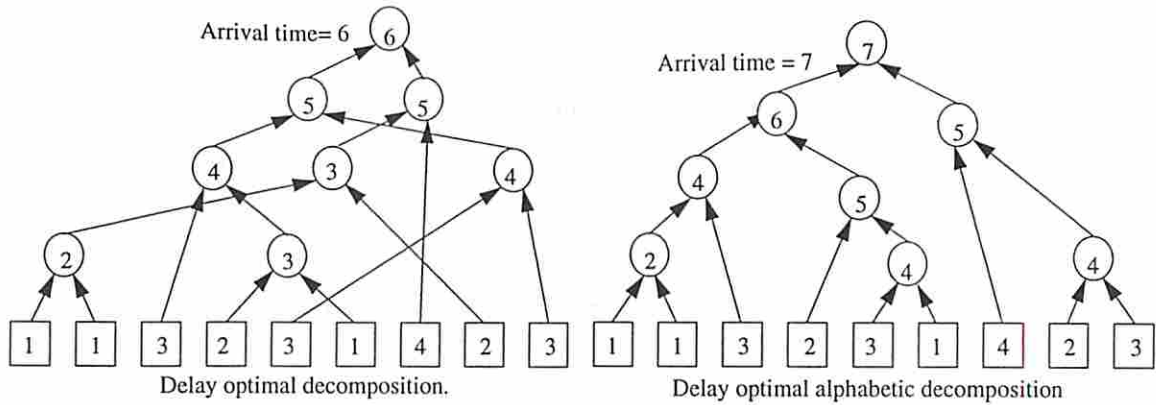 Arrival time= 6
6
5 5
4 3 4
2 3
1 1 3 2 3 1 4 2 3
Delay optimal decomposition.
Arrival time = 7
7
6
5
4
5
2
4
4
1 1 3 2 3 1 4 2 3
Delay optimal alphabetic decomposition